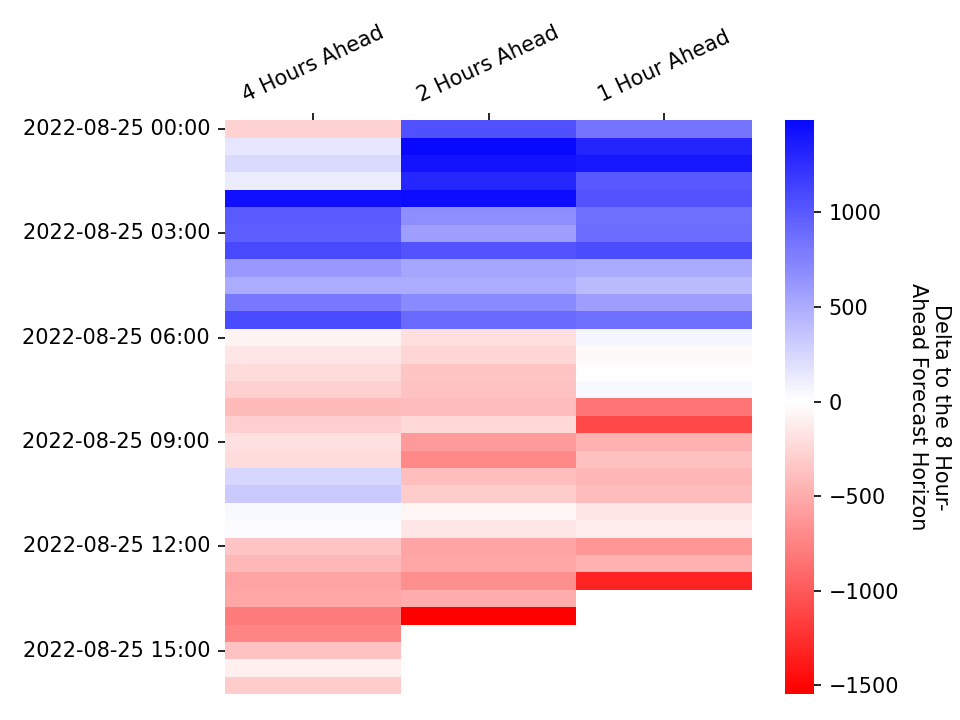 4 Hours Ahead
2 Hours Ahead
1 Hour Ahead
2022-08-25 00:00
2022-08-25 03:00
2022-08-25 06:00
2022-08-25 09:00
2022-08-25 12:00
2022-08-25 15:00
1000
500
0
−500
−1000
−1500
Delta to the 8 Hour-
Ahead Forecast Horizon